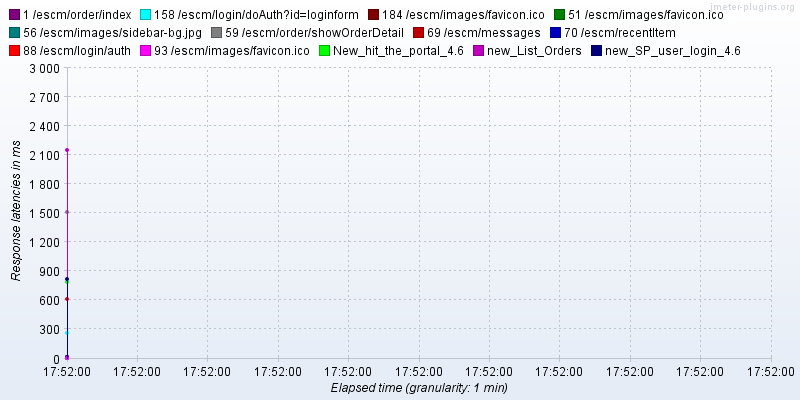 jmeter-plugins.org
1 /escm/order/index 158 /escm/login/doAuth?id=loginform 184 /escm/images/favicon.ico 51 /escm/images/favicon.ico
56 /escm/images/sidebar-bg.jpg 59 /escm/order/showOrderDetail 69 /escm/messages 70 /escm/recentItem
88 /escm/login/auth 93 /escm/images/favicon.ico New_hit_the_portal_4.6 new_List_Orders new_SP_user_login_4.6
3 000
2 700
2 400
2 100
1 800
1 500
1 200
900
600
300
0
Response latencies in ms
17:52:00 17:52:00 17:52:00 17:52:00 17:52:00 17:52:00 17:52:00 17:52:00 17:52:00 17:52:00 17:52:00
Elapsed time (granularity: 1 min)